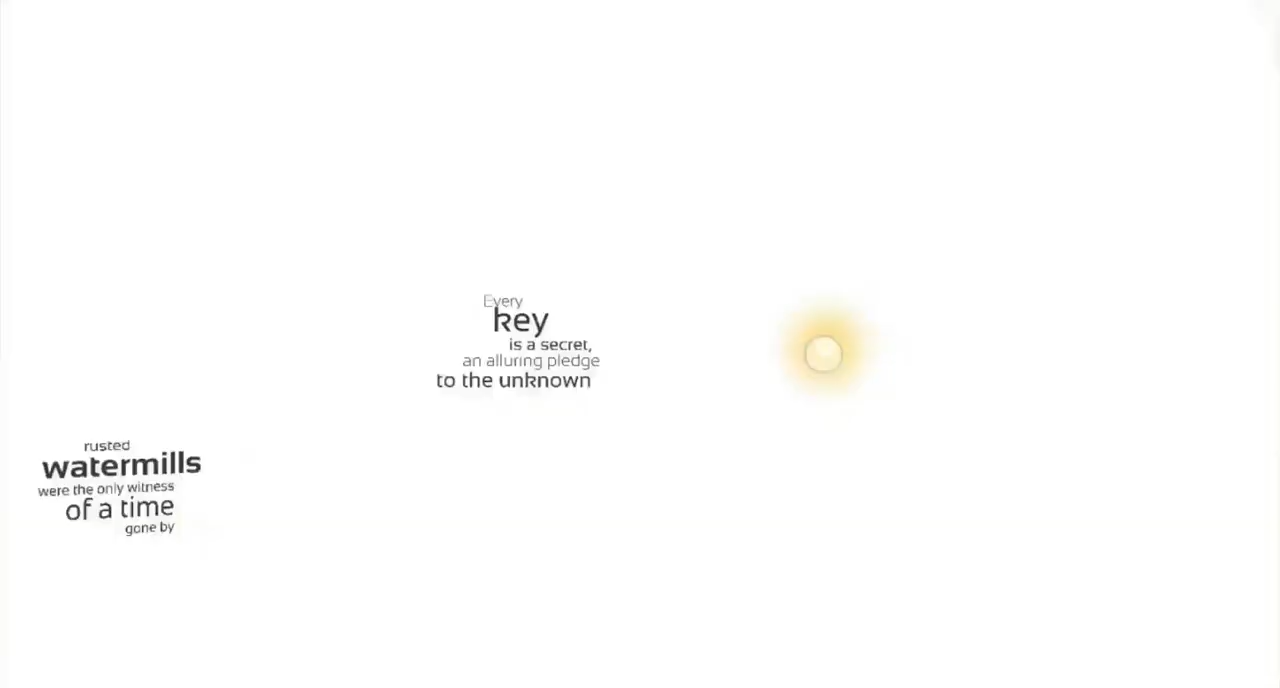 Every
key
is a secret,
an alluring pledge
to the unknown
rusted
watermills
were the only witness
of a time
gone by